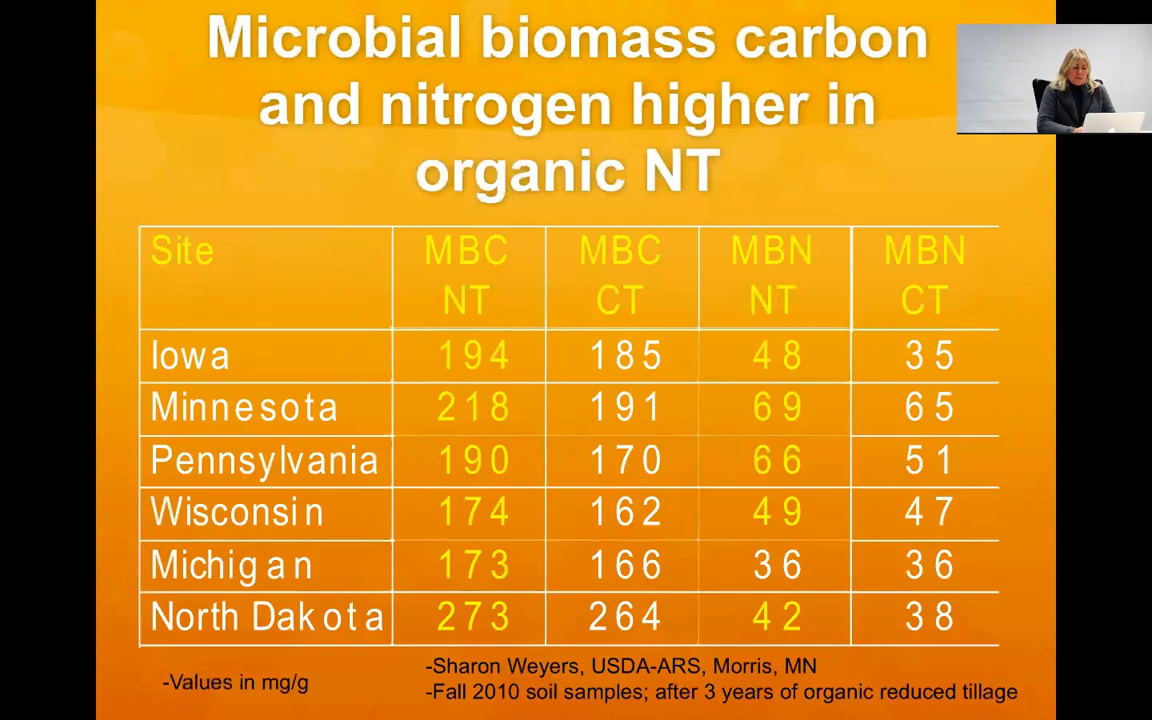 Microbial biomass carbon
and nitrogen higher in
organic NT
Site MBC NT MBC CT MBN NT MBN CT
Iowa 194 185 48 35
Minnesota 218 191 69 65
Pennsylvania 190 170 66 51
Wisconsin 174 162 49 47
Michigan 173 166 36 36
North Dakota 273 264 42 38
-Values in mg/g
-Sharon Weyers, USDA-ARS, Morris, MN
-Fall 2010 soil samples; after 3 years of organic reduced tillage